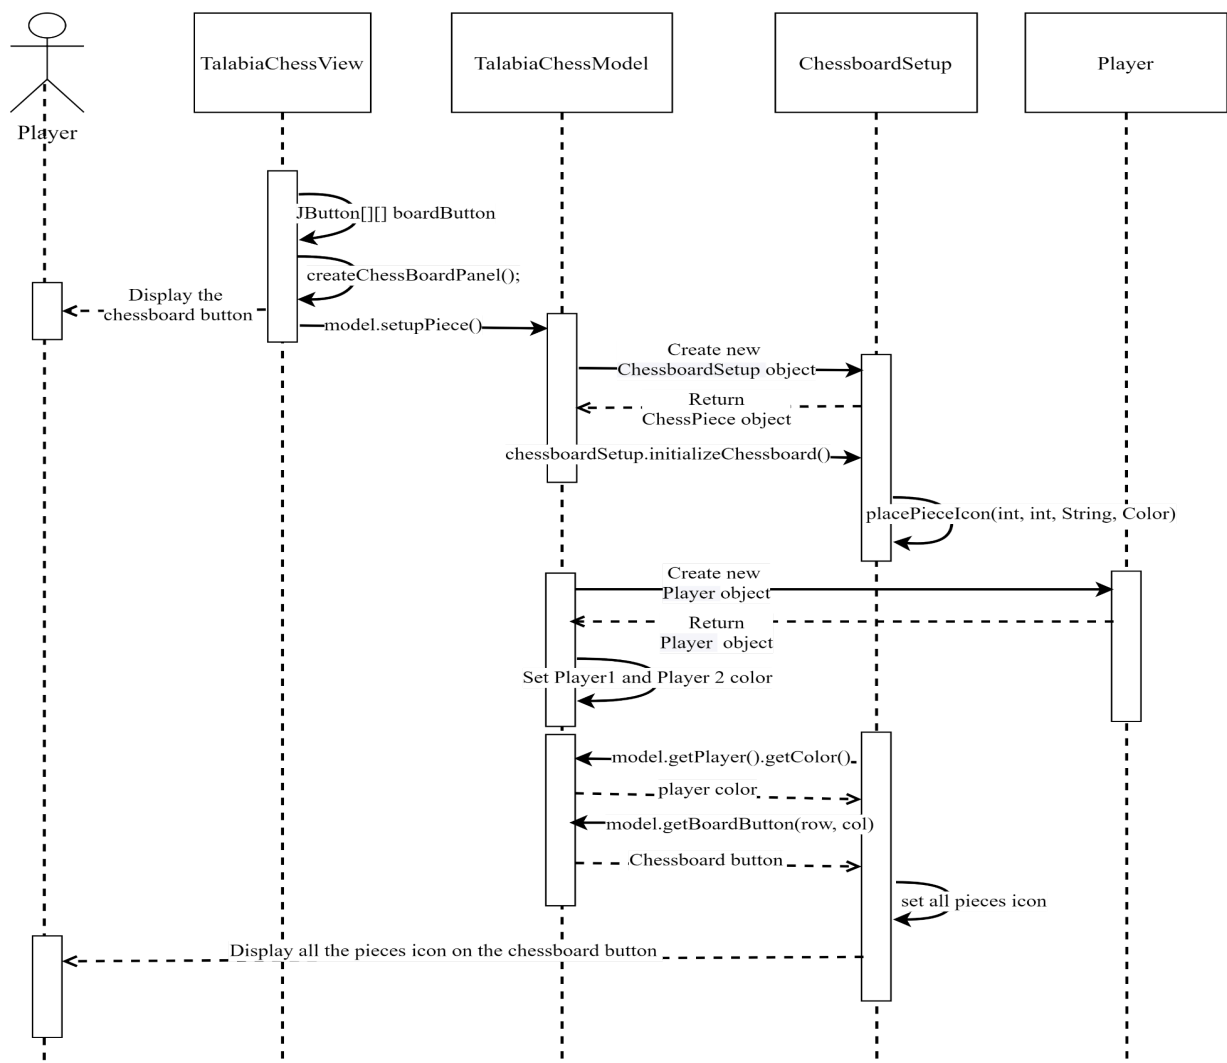 TalabiaChessView
TalabiaChessModel
ChessboardSetup
Player
Player
JButton[][] boardButton
createChessBoardPanel();
Display the
chessboard button
model.setupPiece()
Create new
ChessboardSetup object
Return
ChessPiece object
chessboardSetup.initializeChessboard()
placePieceIcon(int, int, String, Color)
Create new
Player object
Return
Player object
Set Player1 and Player 2 color
model.getPlayer().getColor()
player color
model.getBoardButton(row, col)
Chessboard button
set all pieces icon
Display all the pieces icon on the chessboard button